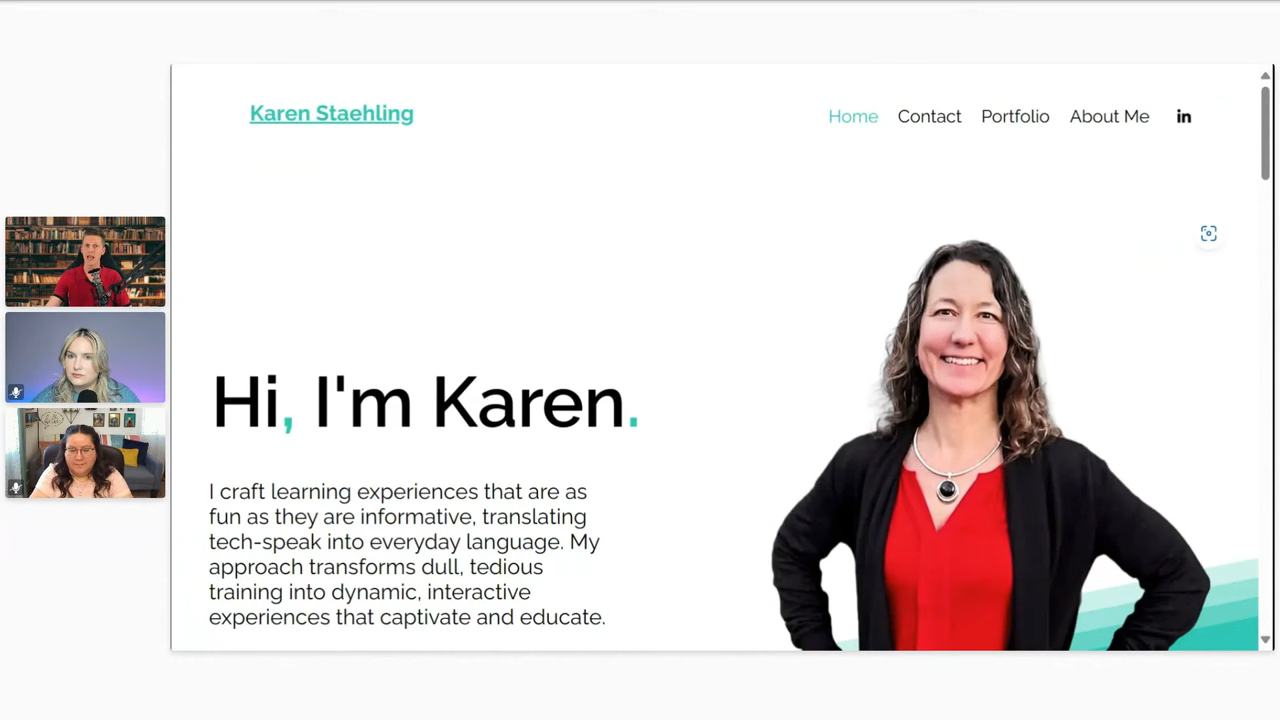 Karen Staehling
Home Contact Portfolio About Me in
Hi, I'm Karen.
I craft learning experiences that are as
fun as they are informative, translating
tech-speak into everyday language. My
approach transforms dull, tedious
training into dynamic, interactive
experiences that captivate and educate.